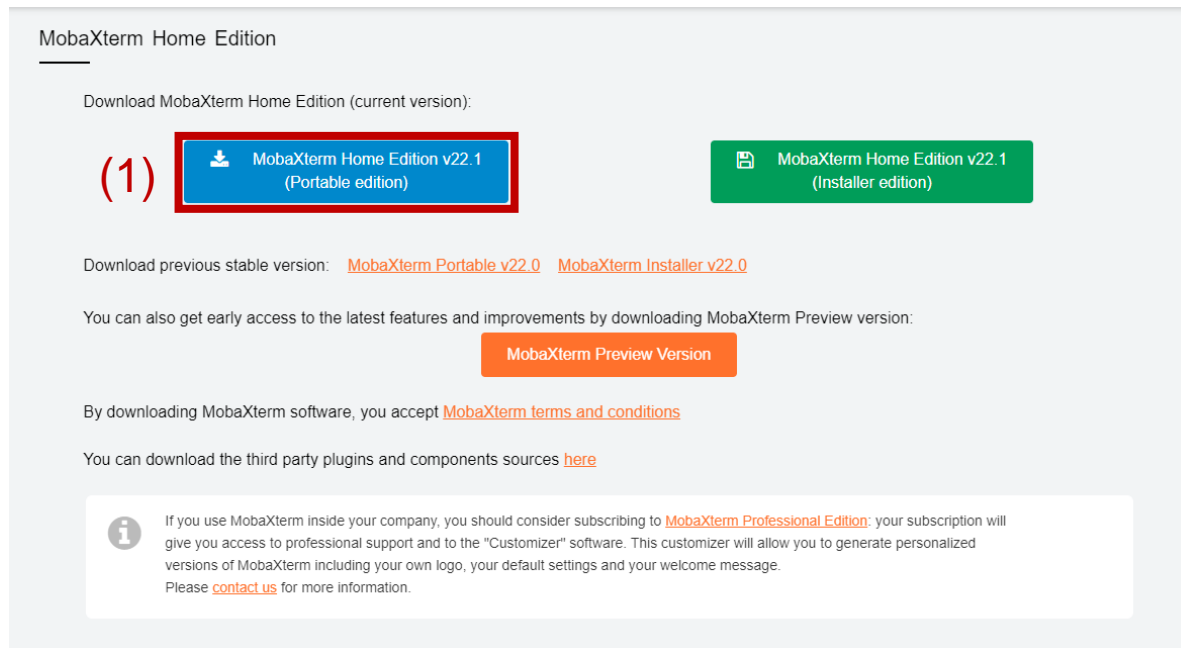 MobaXterm Home Edition
Download MobaXterm Home Edition (current version):
(1)
MobaXterm Home Edition v22.1
(Portable edition)
MobaXterm Home Edition v22.1
(Installer edition)
Download previous stable version: MobaXterm Portable v22.0 MobaXterm Installer v22.0
You can also get early access to the latest features and improvements by downloading MobaXterm Preview version:
MobaXterm Preview Version
By downloading MobaXterm software, you accept MobaXterm terms and conditions
You can download the third party plugins and components sources here
If you use MobaXterm inside your company, you should consider subscribing to MobaXterm Professional Edition: your subscription will
give you access to professional support and to the "Customizer" software. This customizer will allow you to generate personalized
versions of MobaXterm including your own logo, your default settings and your welcome message.
Please contact us for more information.